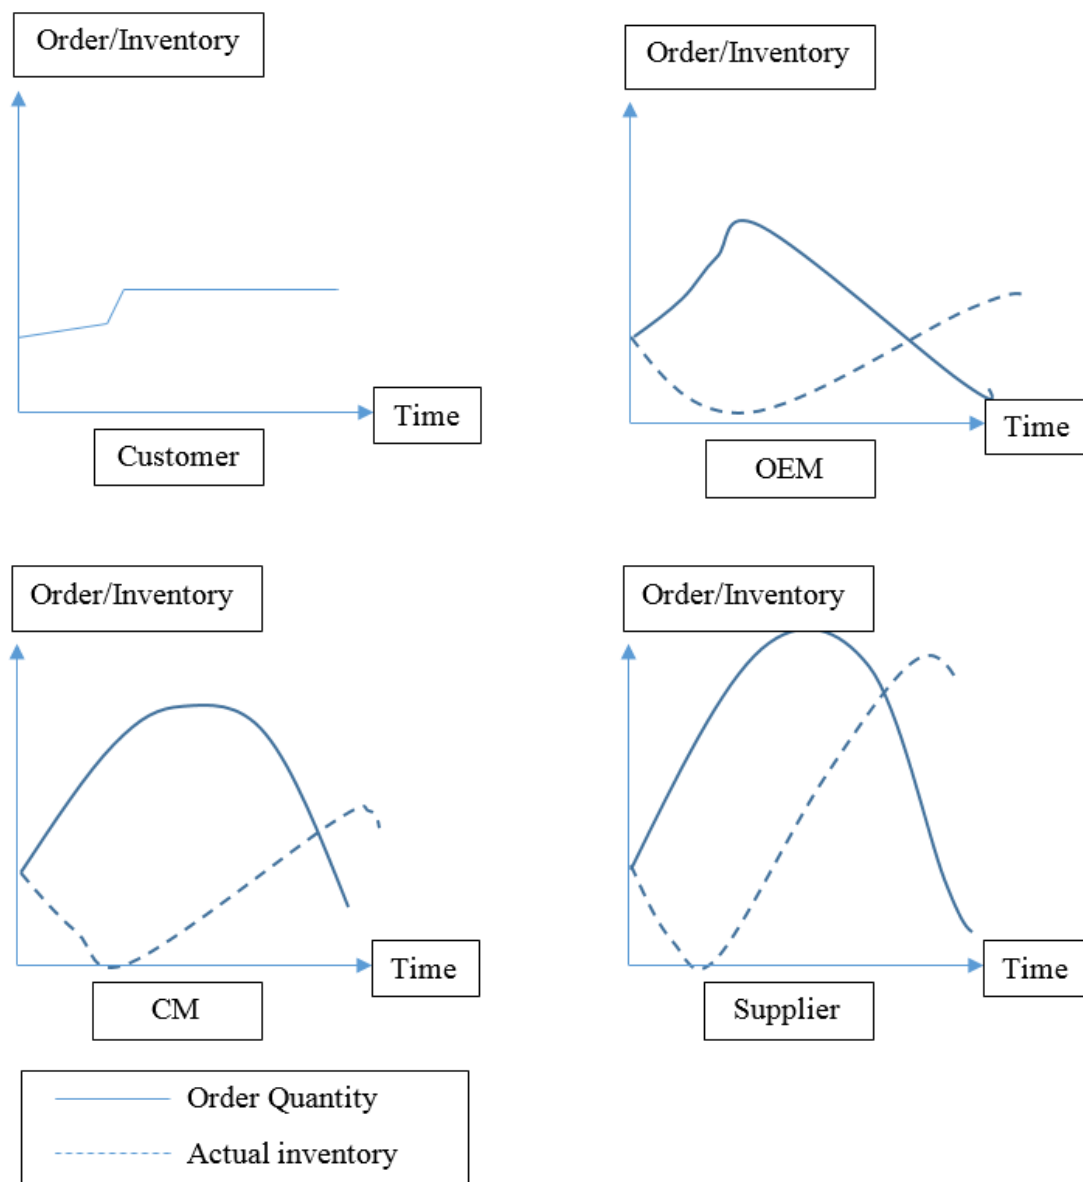 Order/Inventory
Time
Customer
Order/Inventory
Time
OEM
Order/Inventory
Time
CM
Order/Inventory
Time
Supplier
Order Quantity
Actual inventory